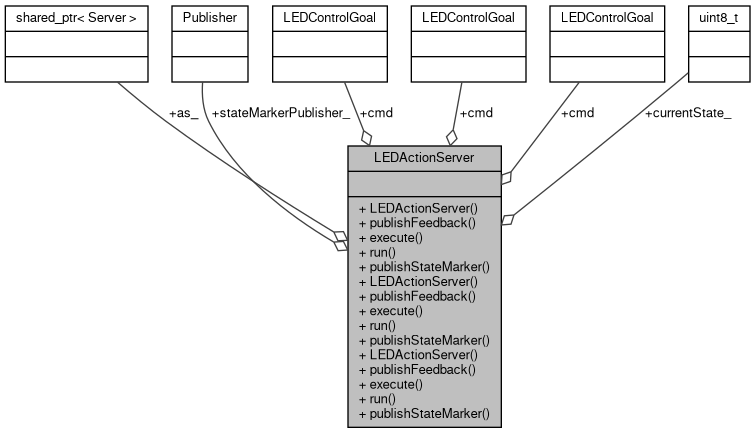 shared_ptr< Server >
Publisher
LEDControlGoal
LEDControlGoal
LEDControlGoal
uint8_t
+as_
+stateMarkerPublisher_
+cmd
+cmd
+cmd
+currentState_
LEDActionServer
+ LEDActionServer()
+ publishFeedback()
+ execute()
+ run()
+ publishStateMarker()
+ LEDActionServer()
+ publishFeedback()
+ execute()
+ run()
+ publishStateMarker()
+ LEDActionServer()
+ publishFeedback()
+ execute()
+ run()
+ publishStateMarker()